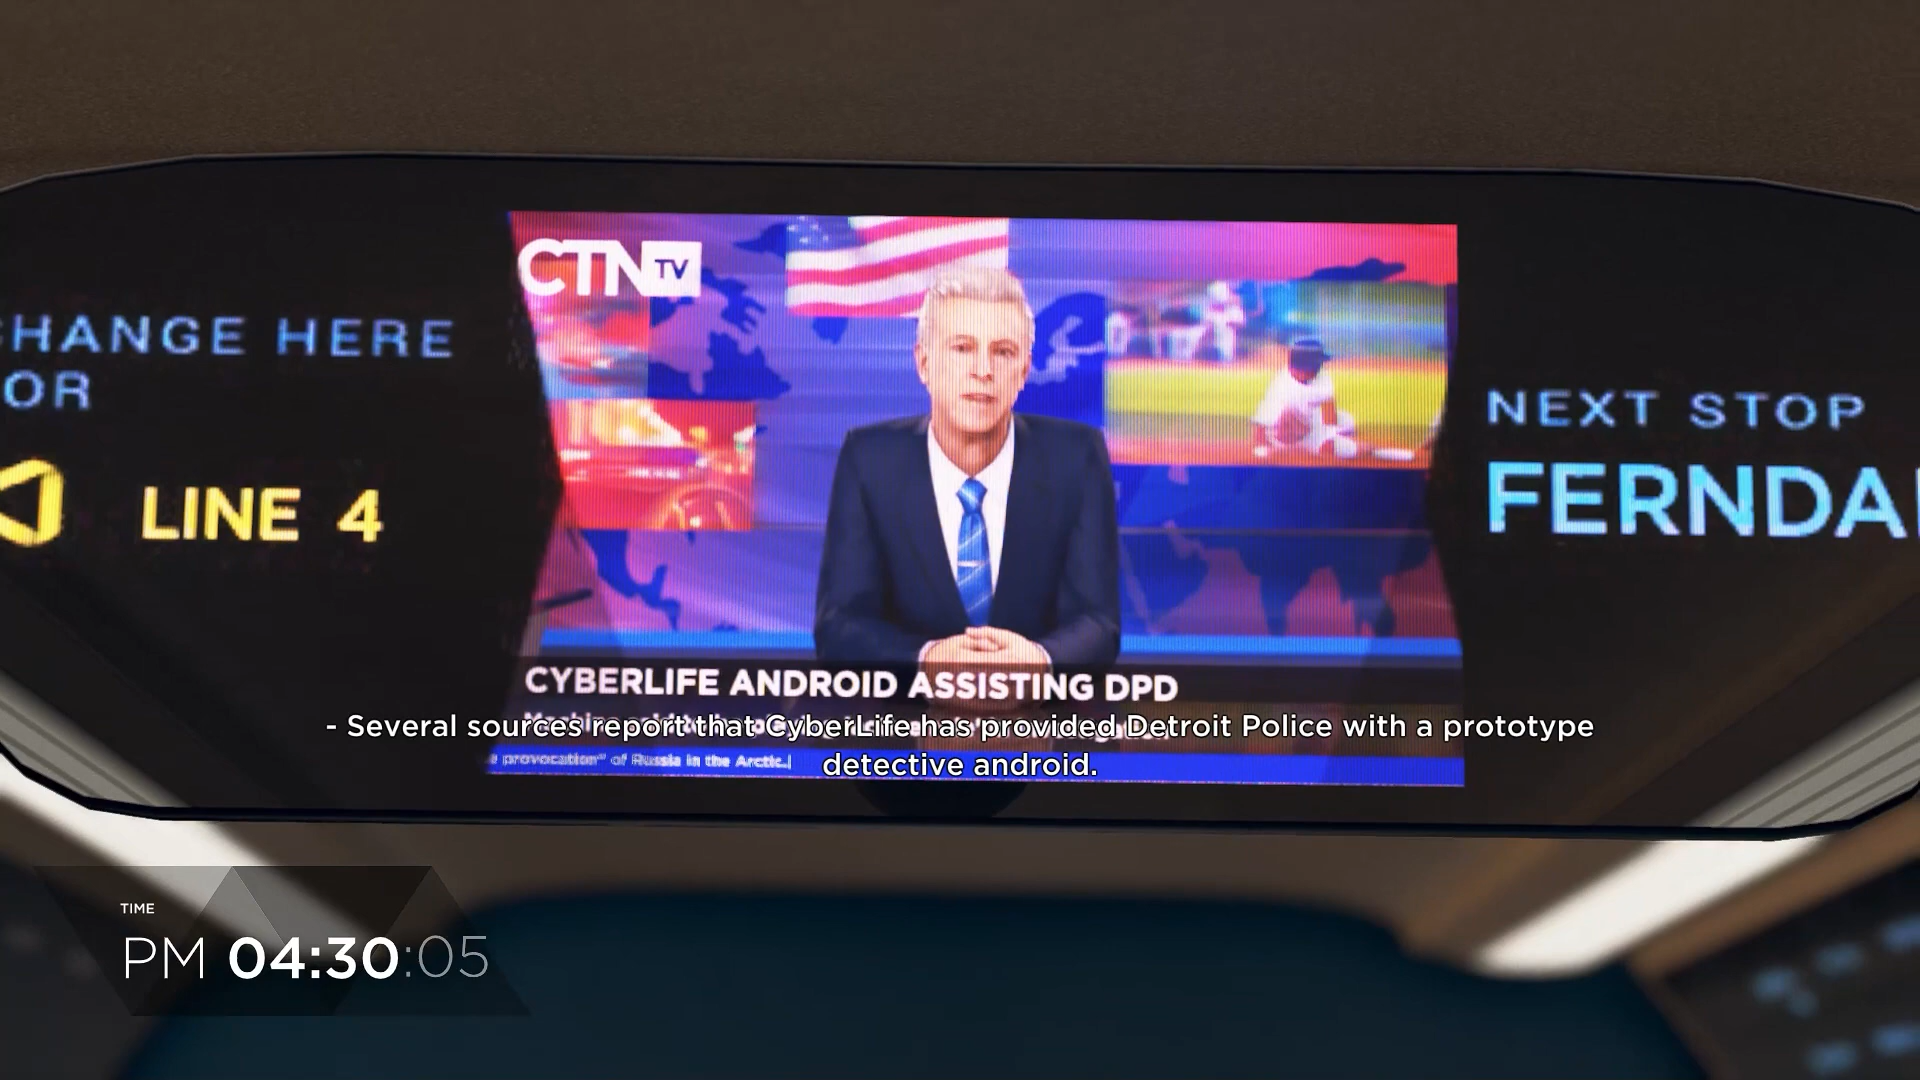 CTN TV
HANGE HERE
OR
LINE 4
NEXT STOP
FERNDA
CYBERLIFE ANDROID ASSISTING DPD
- Several sources report that CyberLife has provided Detroit Police with a prototype
detective android.
provocation" of Russia in the Arctic.
TIME
PM 04:30:05